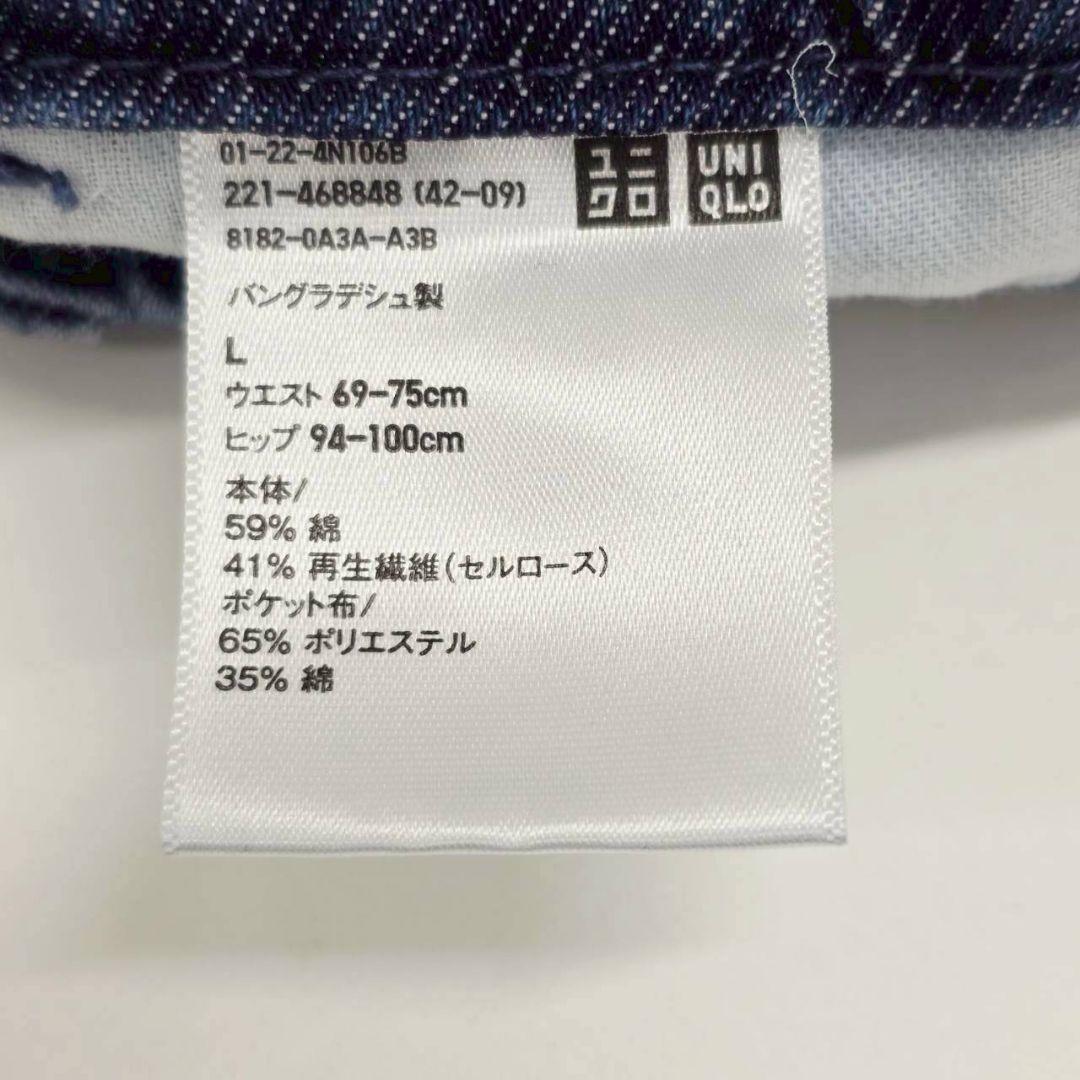 01-22-4N106B
221-468848 (42-09)
8182-0A3A-A3B
ユニ
クロ
UNI
QLO
バングラデシュ製
L
ウエスト 69-75cm
ヒップ 94-100cm
本体/
59% 綿
41% 再生繊維(セルロース)
ポケット布/
65% ポリエステル
35% 綿